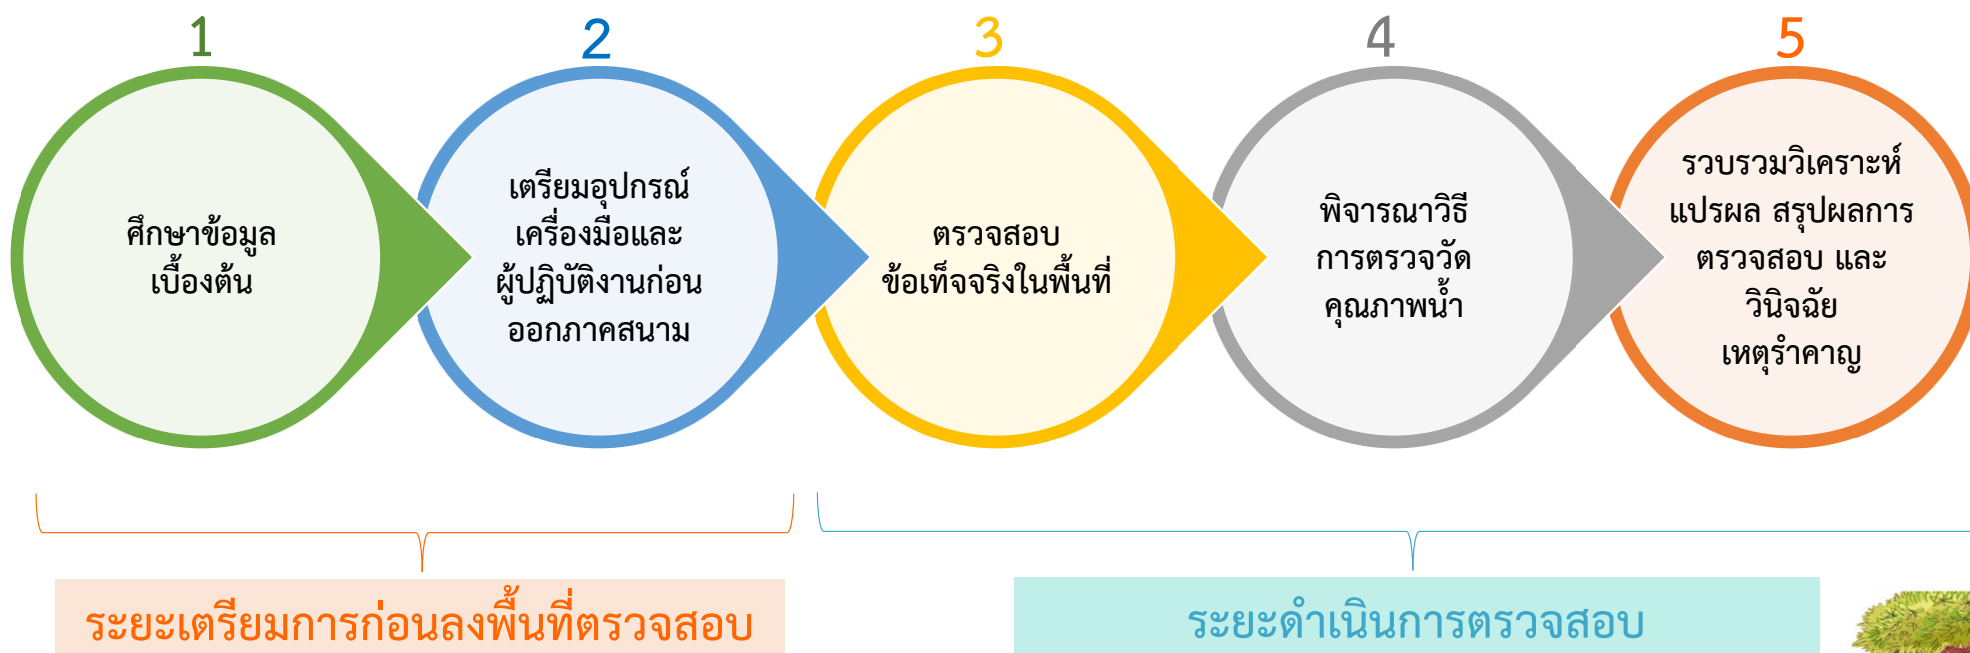 1
ศึกษาข้อมูล
เบื้องต้น
2
เตรียมอุปกรณ์
เครื่องมือและ
ผู้ปฏิบัติงานก่อน
ออกภาคสนาม
3
ตรวจสอบ
ข้อเท็จจริงในพื้นที่
4
พิจารณาวิธี
การตรวจวัด
คุณภาพน้ำ
5
รวบรวมวิเคราะห์
แปรผล สรุปผลการ
ตรวจสอบ และ
วินิจฉัย
เหตุรำคาญ
ระยะเตรียมการก่อนลงพื้นที่ตรวจสอบ
ระยะดำเนินการตรวจสอบ